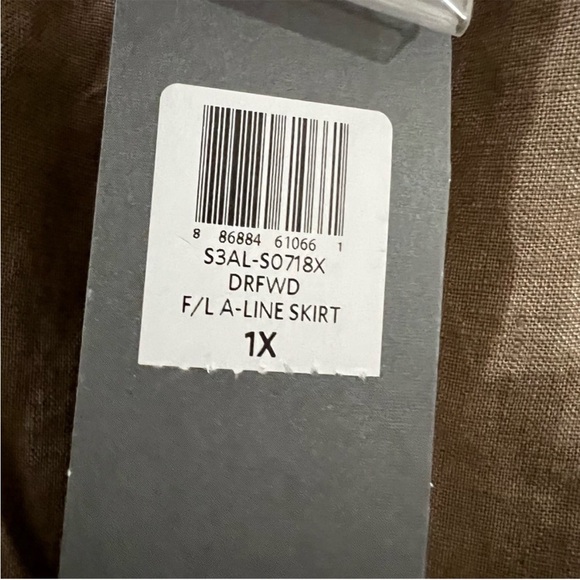 8 86884 61066 1
S3AL-S0718X
DRFWD
F/L A-LINE SKIRT
1X